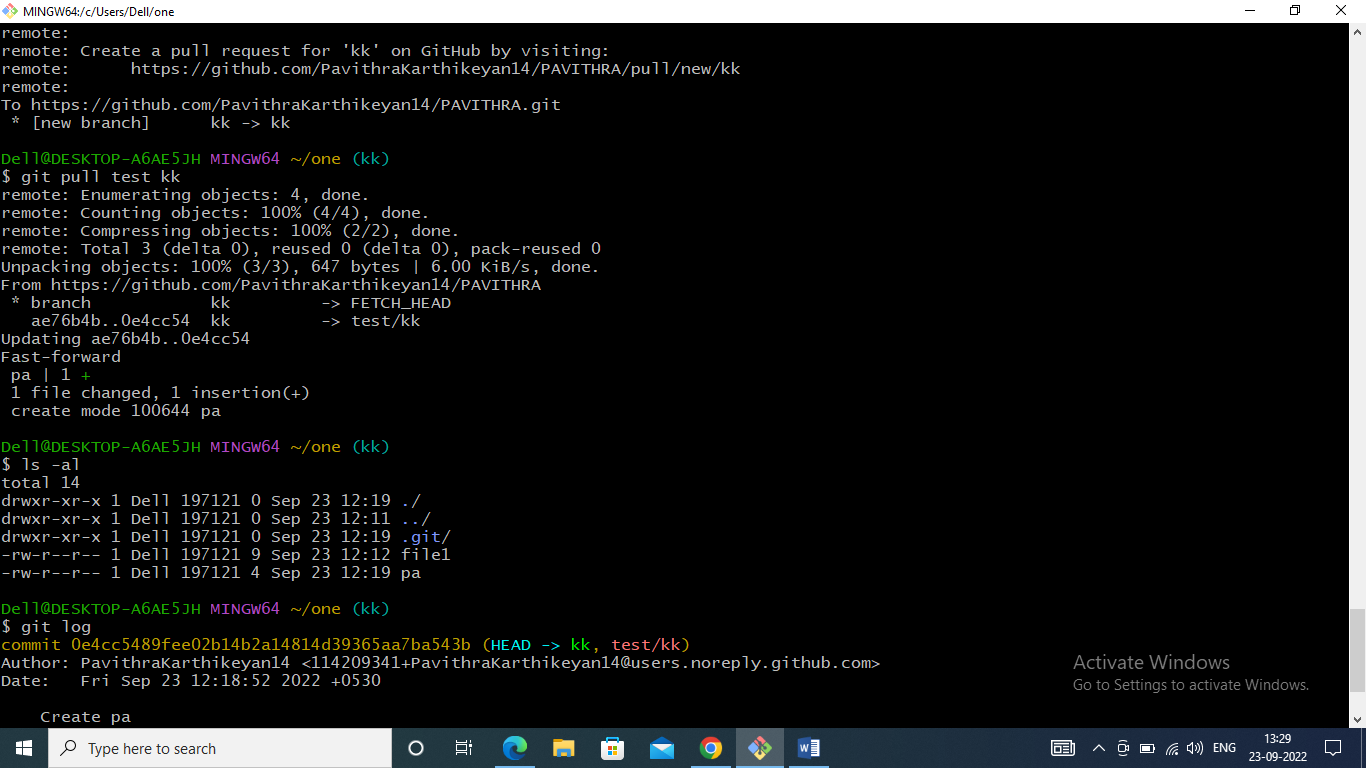 MINGW64:/c/Users/Dell/one
remote:
remote: Create a pull request for 'kk' on GitHub by visiting:
remote:      https://github.com/PavithraKarthikeyan14/PAVITHRA/pull/new/kk
remote:
To https://github.com/PavithraKarthikeyan14/PAVITHRA.git
 * [new branch]      kk -> kk
Dell@DESKTOP-A6AE5JH MINGW64 ~/one (kk)
$ git pull test kk
remote: Enumerating objects: 4, done.
remote: Counting objects: 100% (4/4), done.
remote: Compressing objects: 100% (2/2), done.
remote: Total 3 (delta 0), reused 0 (delta 0), pack-reused 0
Unpacking objects: 100% (3/3), 647 bytes | 6.00 KiB/s, done.
From https://github.com/PavithraKarthikeyan14/PAVITHRA
 * branch            kk         -> FETCH_HEAD
   ae76b4b..0e4cc54  kk         -> test/kk
Updating ae76b4b..0e4cc54
Fast-forward
 pa | 1 +
 1 file changed, 1 insertion(+)
 create mode 100644 pa
Dell@DESKTOP-A6AE5JH MINGW64 ~/one (kk)
$ ls -al
total 14
drwxr-xr-x 1 Dell 197121 0 Sep 23 12:19 ./
drwxr-xr-x 1 Dell 197121 0 Sep 23 12:11 ../
drwxr-xr-x 1 Dell 197121 0 Sep 23 12:19 .git/
-rw-r--r-- 1 Dell 197121 9 Sep 23 12:12 file1
-rw-r--r-- 1 Dell 197121 4 Sep 23 12:19 pa
Dell@DESKTOP-A6AE5JH MINGW64 ~/one (kk)
$ git log
commit 0e4cc5489fee02b14b2a14814d39365aa7ba543b (HEAD -> kk, test/kk)
Author: PavithraKarthikeyan14 <114209341+PavithraKarthikeyan14@users.noreply.github.com>
Date:   Fri Sep 23 12:18:52 2022 +0530
    Create pa
Activate Windows
Go to Settings to activate Windows.
Type here to search
ENG
13:29
23-09-2022